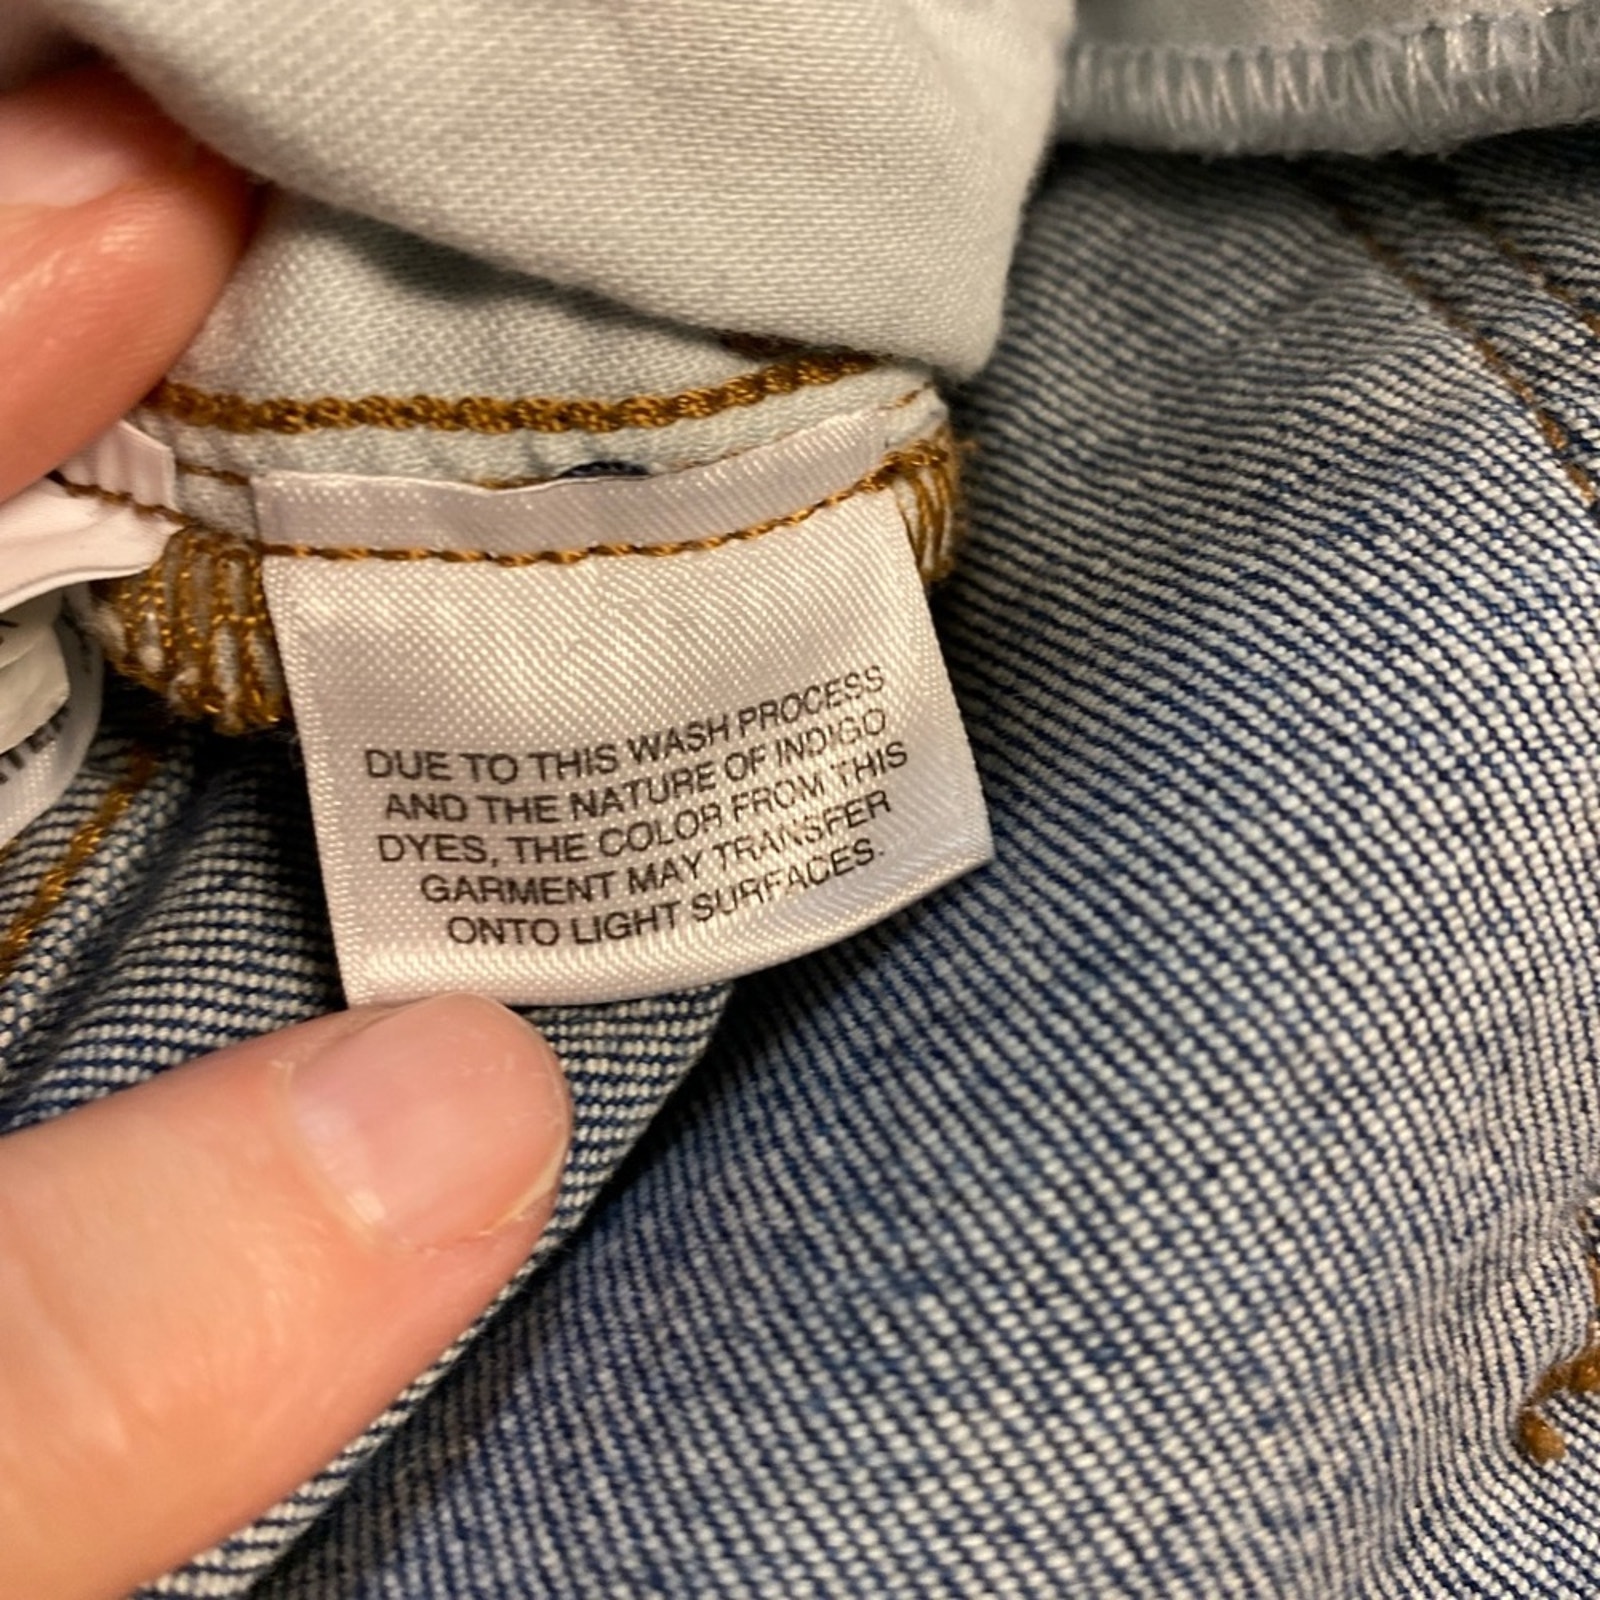 DUE TO THIS WASH PROCESS
AND THE NATURE OF INDIGO
DYES, THE COLOR FROM THIS
GARMENT MAY TRANSFER
ONTO LIGHT SURFACES.